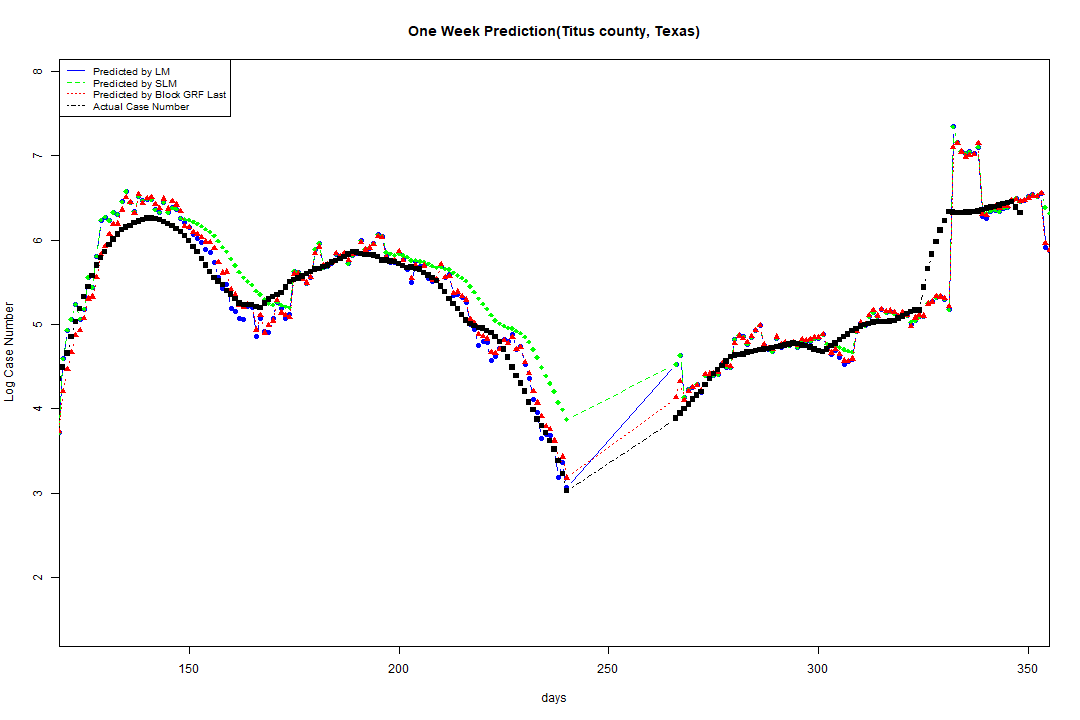 One Week Prediction(Titus county, Texas)
Predicted by LM
Predicted by SLM
Predicted by Block GRF Last
Actual Case Number
8
7
6
5
4
3
2
Log Case Number
150 200 250 300 350
days